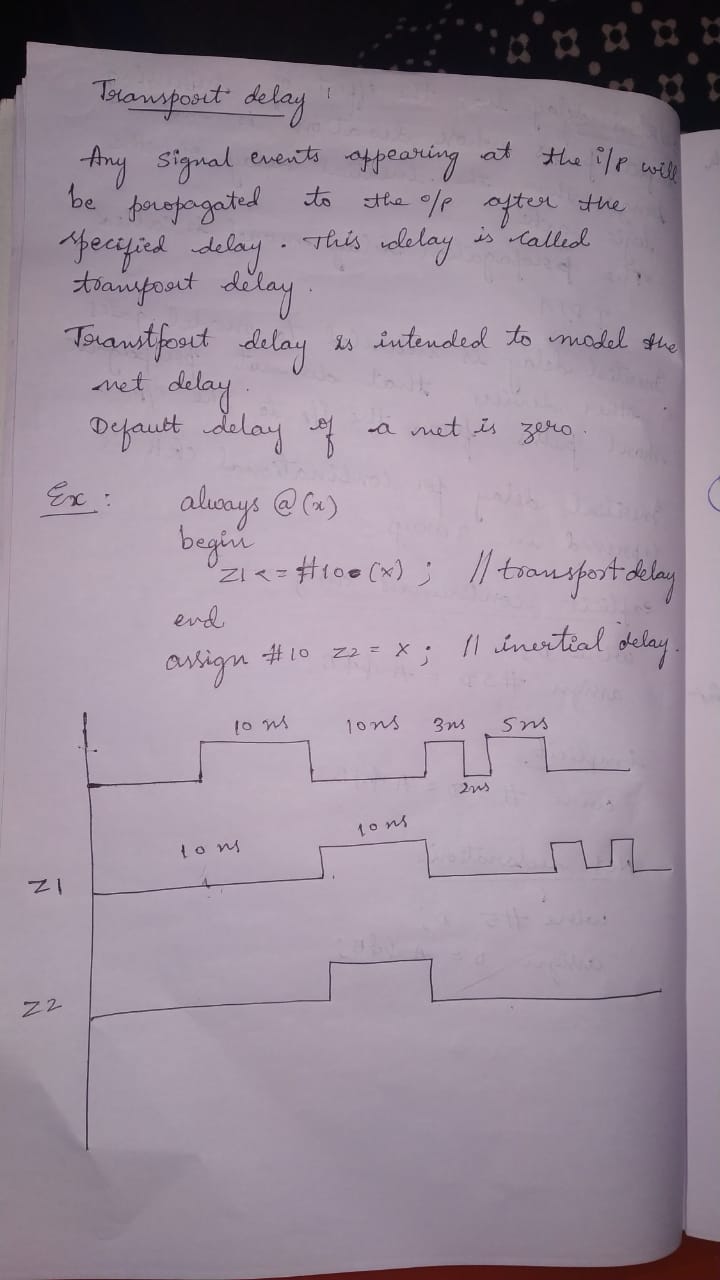 Transport delay :
Any signal events appearing at the i/p will
be propagated to the o/p after the
specified delay. This delay is called
transport delay.
Transtport delay is intended to model the
net delay.
Default delay of a net is zero.
Ex : always @(x)
begin
Z1 <= #10 (x) ; // transport delay
end
assign #10 Z2 = x ; // inertial delay.
10 ns 10 ns 3ns 5ns
2ns
10 ns 10 ns
Z1
Z2